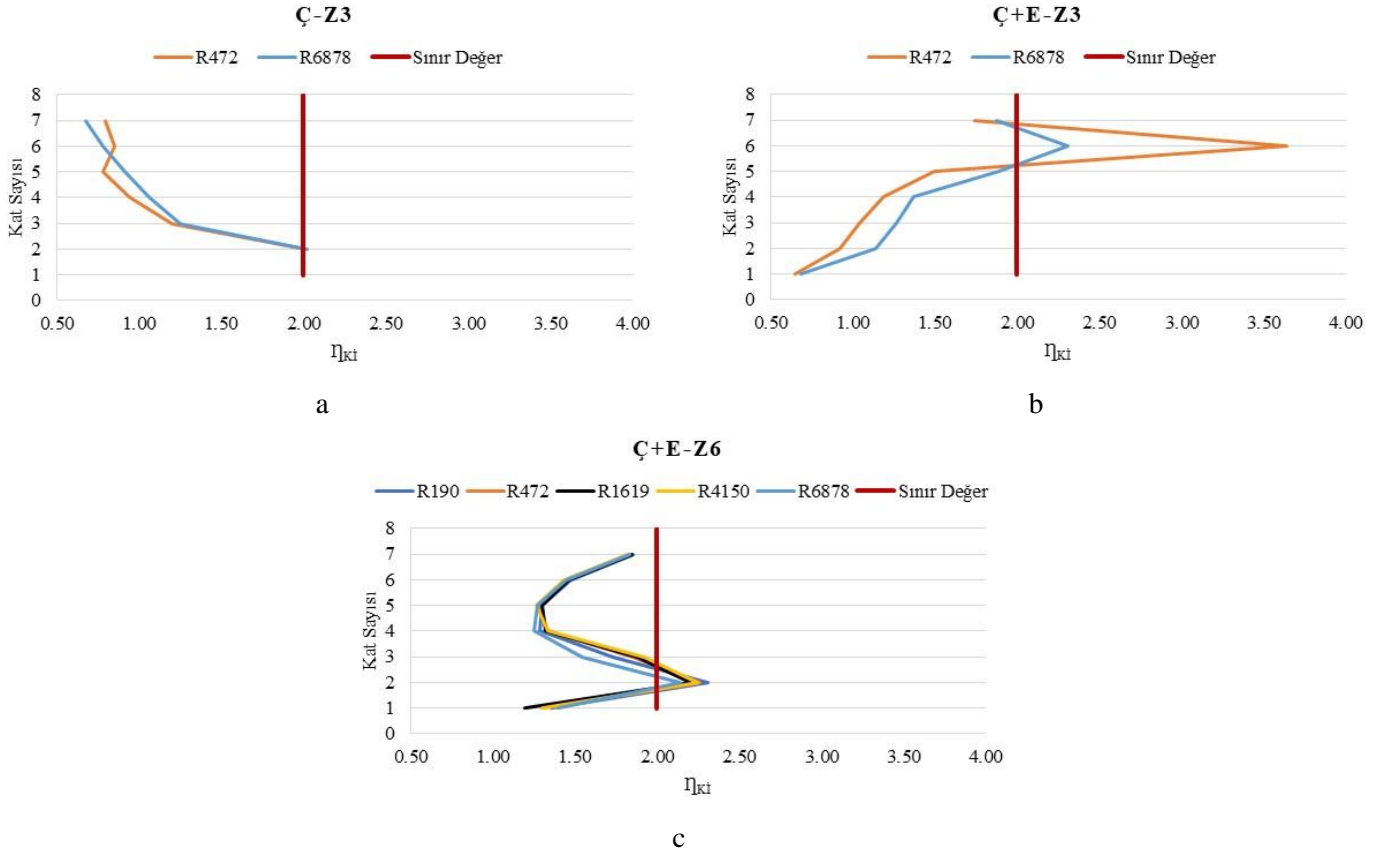 Ç-Z3
R472 R6878 Sınır Değer
Kat Sayısı
8
7
6
5
4
3
2
1
0
0.50 1.00 1.50 2.00 2.50 3.00 3.50 4.00
ηKİ
a
Ç+E-Z3
R472 R6878 Sınır Değer
Kat Sayısı
8
7
6
5
4
3
2
1
0
0.50 1.00 1.50 2.00 2.50 3.00 3.50 4.00
ηKİ
b
Ç+E-Z6
R190 R472 R1619 R4150 R6878 Sınır Değer
Kat Sayısı
8
7
6
5
4
3
2
1
0
0.50 1.00 1.50 2.00 2.50 3.00 3.50 4.00
ηKİ
c